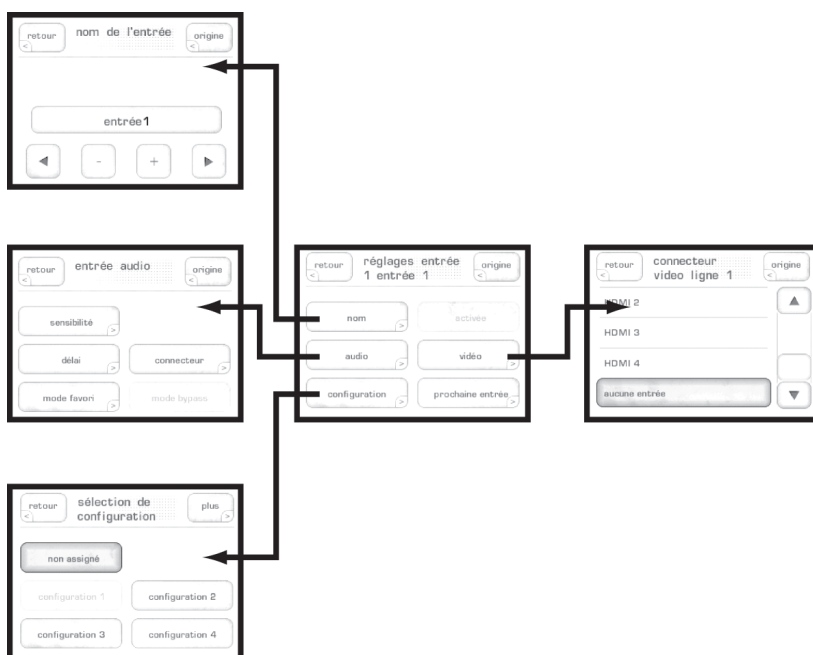 retour
nom de l'entrée
origine
entrée1
-
+
retour
entrée audio
origine
sensibilité
délai
connecteur
mode favori
mode bypass
retour
réglages entrée
1 entrée 1
origine
nom
activée
audio
vidéo
configuration
prochaine entrée
retour
connecteur
video ligne 1
origine
HDMI 2
HDMI 3
HDMI 4
aucune entrée
retour
sélection de
configuration
plus
non assigné
configuration 1
configuration 2
configuration 3
configuration 4